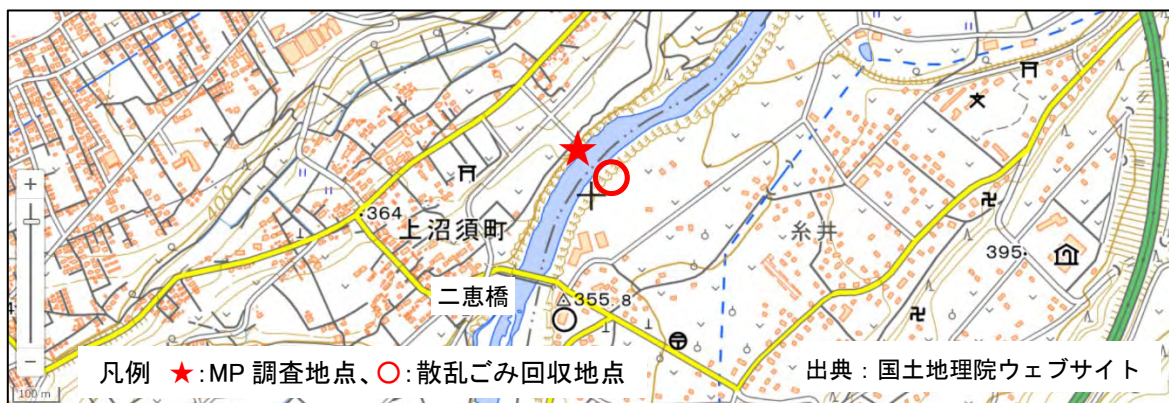 400
364
上沼須町
糸井
395
二恵橋
355.8
凡例 ★:MP 調査地点、○:散乱ごみ回収地点
出典：国土地理院ウェブサイト
100 m